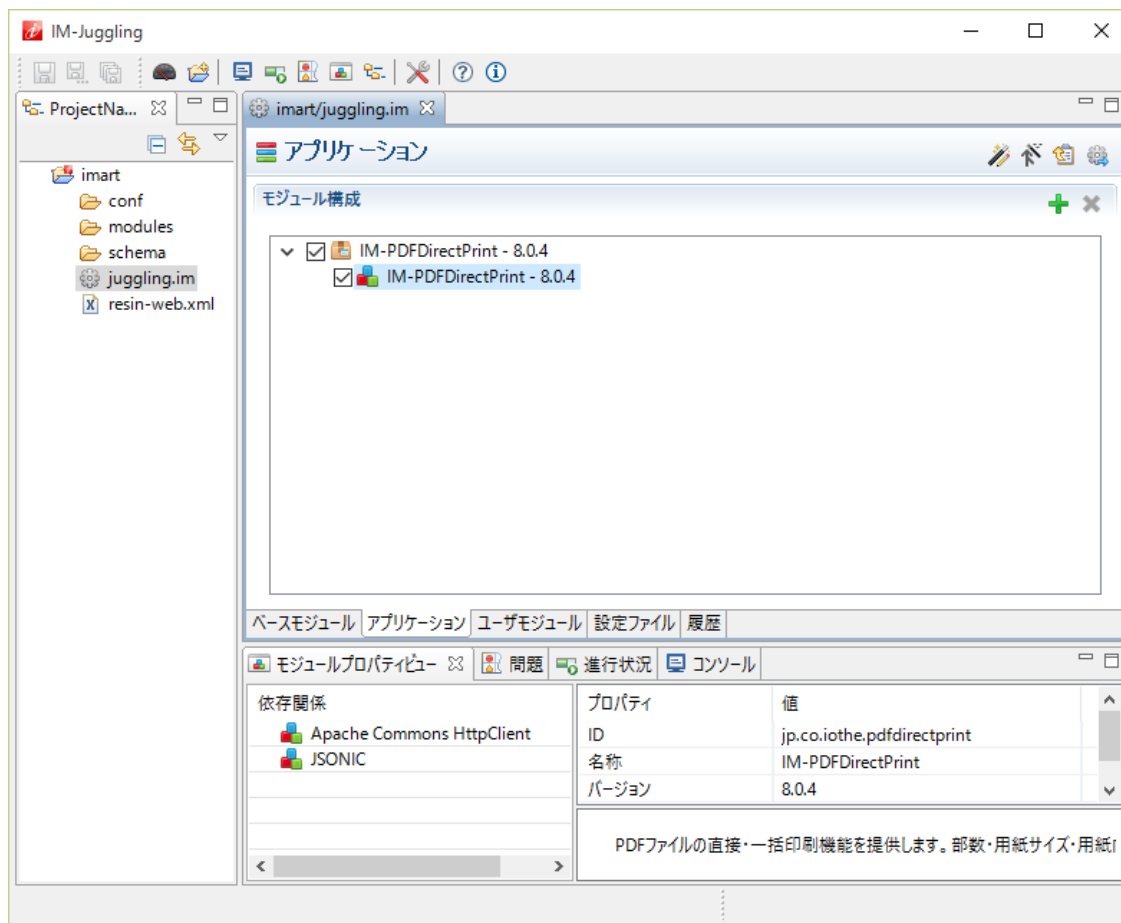 IM-Juggling
ProjectNa...
imart
conf
modules
schema
juggling.im
resin-web.xml
imart/juggling.im
アプリケーション
モジュール構成
IM-PDFDirectPrint - 8.0.4
IM-PDFDirectPrint - 8.0.4
ベースモジュール アプリケーション ユーザモジュール 設定ファイル 履歴
モジュールプロパティビュー 問題 進行状況 コンソール
依存関係
Apache Commons HttpClient
JSONIC
プロパティ 値
ID jp.co.iothe.pdfdirectprint
名称 IM-PDFDirectPrint
バージョン 8.0.4
PDFファイルの直接・一括印刷機能を提供します。部数・用紙サイズ・用紙